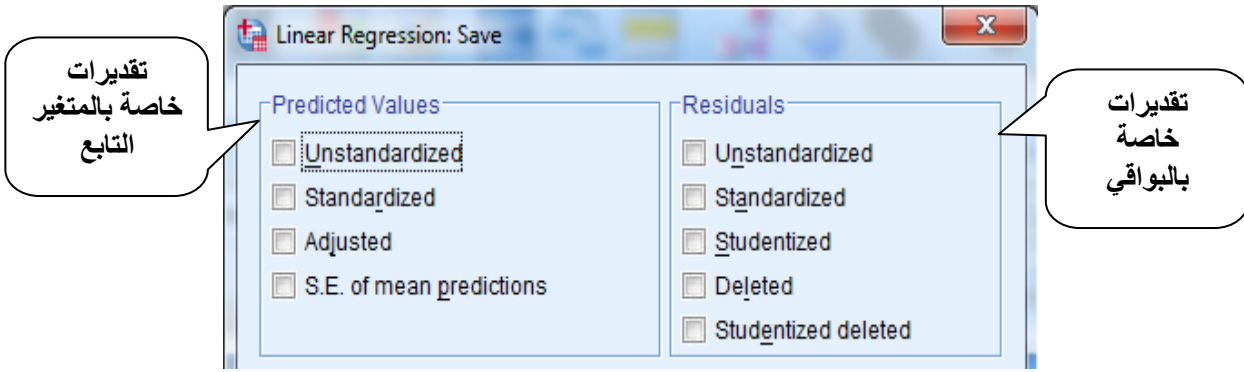 Linear Regression: Save
تقديرات
خاصة بالمتغير
التابع
Predicted Values
Unstandardized
Standardized
Adjusted
S.E. of mean predictions
Residuals
Unstandardized
Standardized
Studentized
Deleted
Studentized deleted
تقديرات
خاصة
بالبواقي